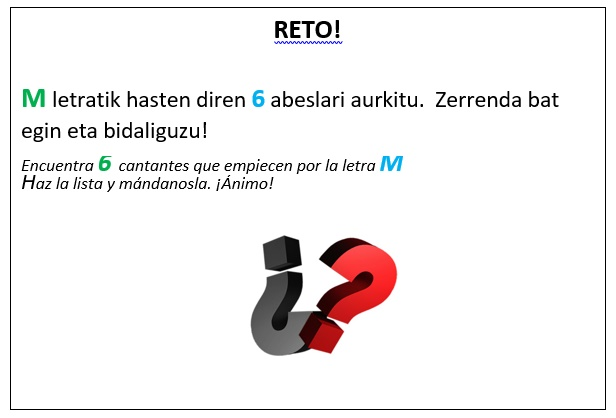 RETO!
M letratik hasten diren 6 abeslari aurkitu. Zerrenda bat
egin eta bidaliguzu!
Encuentra 6 cantantes que empiecen por la letra M
Haz la lista y mándanosla. ¡Ánimo!